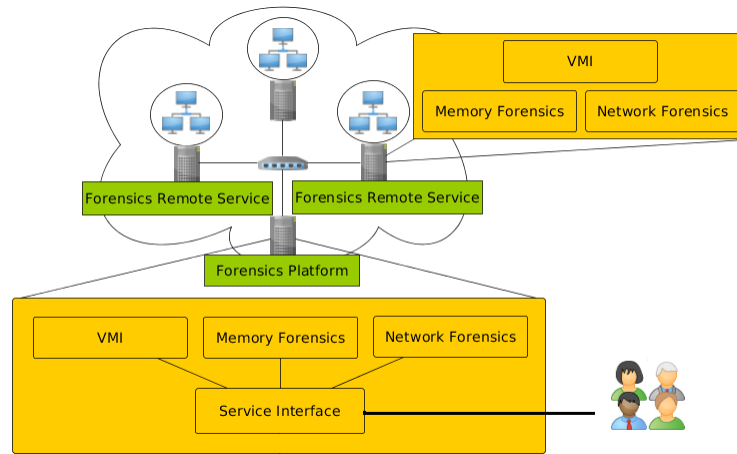 VMI
Memory Forensics
Network Forensics
Forensics Remote Service
Forensics Remote Service
Forensics Platform
VMI
Memory Forensics
Network Forensics
Service Interface